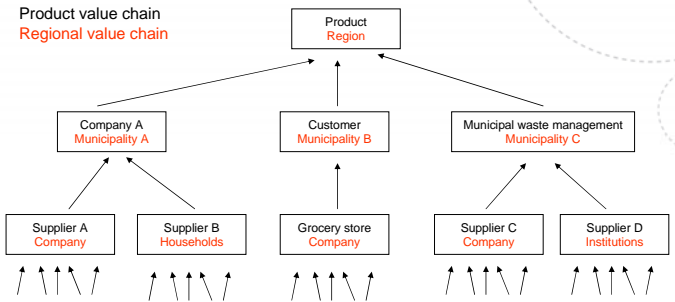 Product value chain
Regional value chain
Product
Region
Company A
Municipality A
Customer
Municipality B
Municipal waste management
Municipality C
Supplier A
Company
Supplier B
Households
Grocery store
Company
Supplier C
Company
Supplier D
Institutions